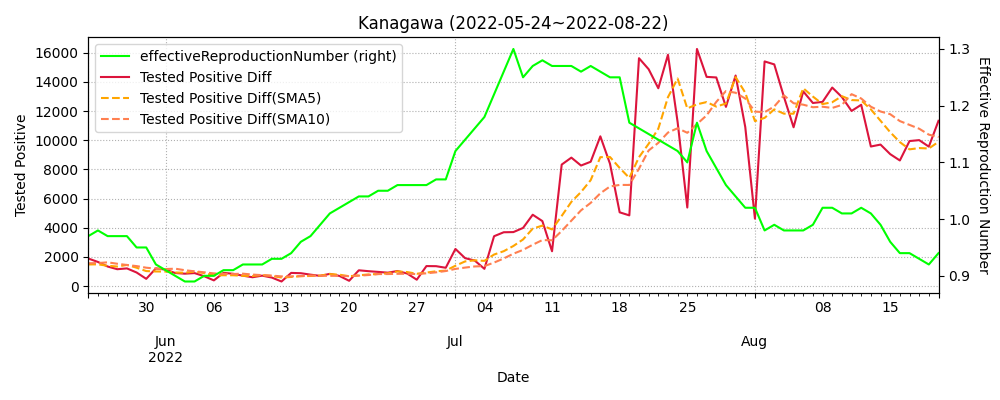 Kanagawa (2022-05-24~2022-08-22)
effectiveReproductionNumber (right)
Tested Positive Diff
Tested Positive Diff(SMA5)
Tested Positive Diff(SMA10)
Tested Positive
16000
14000
12000
10000
8000
6000
4000
2000
0
1.3
1.2
1.1
1.0
0.9
Effective Number
30 06 13 20 27 04 11 18 25 08 15
Jun Jul Aug
2022
Date